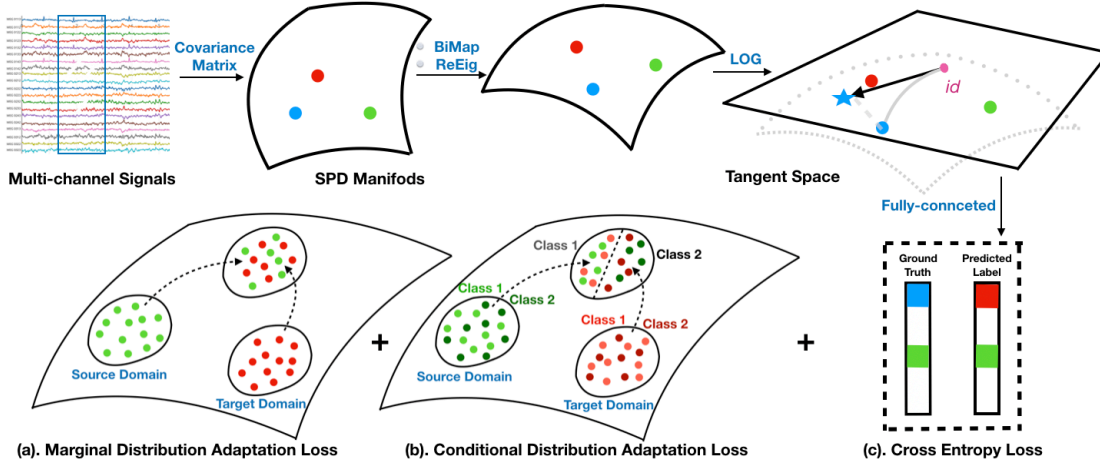 Covariance
Matrix
BiMap
ReEig
LOG
id
Multi-channel Signals
SPD Manifods
Tangent Space
Fully-connceted
Class 1
Class 2
Class 1
Class 2
Class 1
Class 2
Source Domain
Target Domain
Source Domain
Target Domain
+
+
Ground
Truth
Predicted
Label
(a). Marginal Distribution Adaptation Loss
(b). Conditional Distribution Adaptation Loss
(c). Cross Entropy Loss